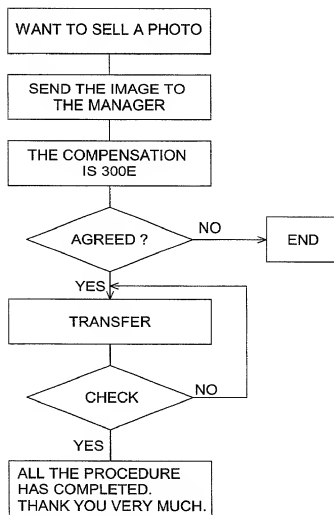 WANT TO SELL A PHOTO
SEND THE IMAGE TO
THE MANAGER
THE COMPENSATION
IS 300E
AGREED ?
NO
END
YES
TRANSFER
CHECK
NO
YES
ALL THE PROCEDURE
HAS COMPLETED.
THANK YOU VERY MUCH.